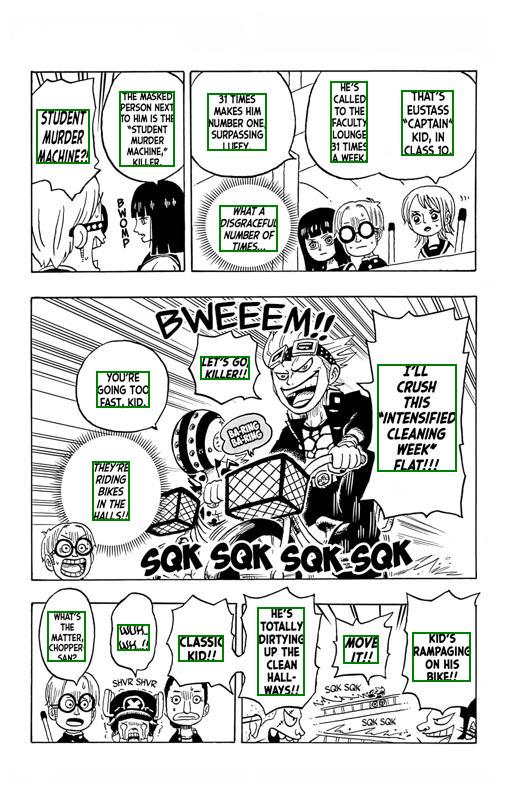 THAT'S
EUSTASS
"CAPTAIN"
KID, IN
CLASS 10.
HE'S
CALLED
TO THE
FACULTY
LOUNGE
31 TIMES
A WEEK.
31 TIMES
MAKES HIM
NUMBER ONE,
SURPASSING
LUFFY.
WHAT A
DISGRACEFUL
NUMBER OF
TIMES...
THE MASKED
PERSON NEXT
TO HIM IS THE
"STUDENT
MURDER
MACHINE,"
KILLER.
BWOMP
STUDENT
MURDER
MACHINE?!
BWEEEM!!
I'LL
CRUSH
THIS
"INTENSIFIED
CLEANING
WEEK"
FLAT!!!
LET'S GO,
KILLER!!
BA-RING
BA-RING
YOU'RE
GOING TOO
FAST, KID.
THEY'RE
RIDING
BIKES
IN THE
HALLS!!
SQK SQK SQK SQK
KID'S
RAMPAGING
ON HIS
BIKE!!
MOVE
IT!!
HE'S
TOTALLY
DIRTYING
UP THE
CLEAN
HALL-
WAYS!!
SQK SQK
SQK SQK
CLASSIC
KID!!
SHVR SHVR
WHAT'S
THE
MATTER,
CHOPPER-
SAN?